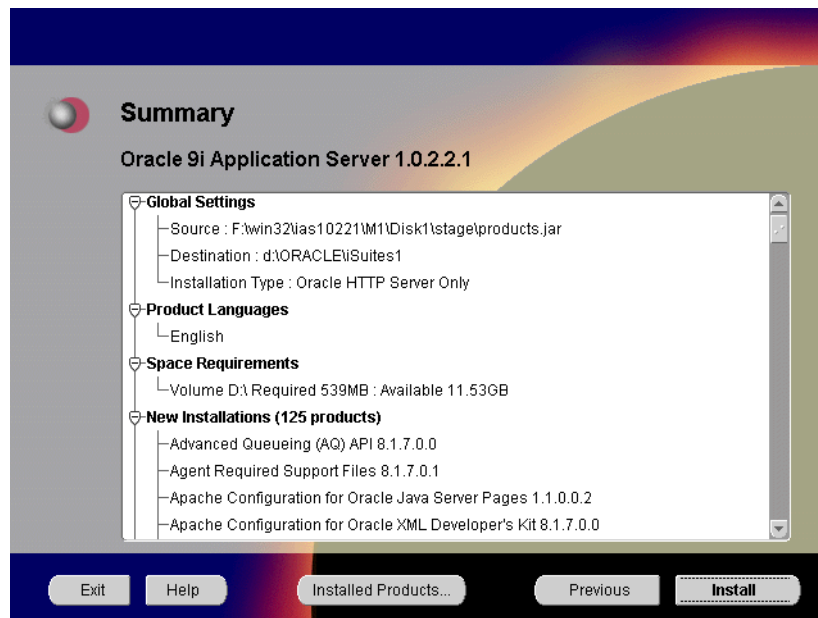 Summary
Oracle 9i Application Server 1.0.2.2.1
Global Settings
Source : F:\win32\ias10221\M1\Disk1\stage\products.jar
Destination : d:\ORACLE\iSuites1
Installation Type : Oracle HTTP Server Only
Product Languages
English
Space Requirements
Volume D:\ Required 539MB : Available 11.53GB
New Installations (125 products)
Advanced Queueing (AQ) API 8.1.7.0.0
Agent Required Support Files 8.1.7.0.1
Apache Configuration for Oracle Java Server Pages 1.1.0.0.2
Apache Configuration for Oracle XML Developer's Kit 8.1.7.0.0
Exit Help Installed Products... Previous Install